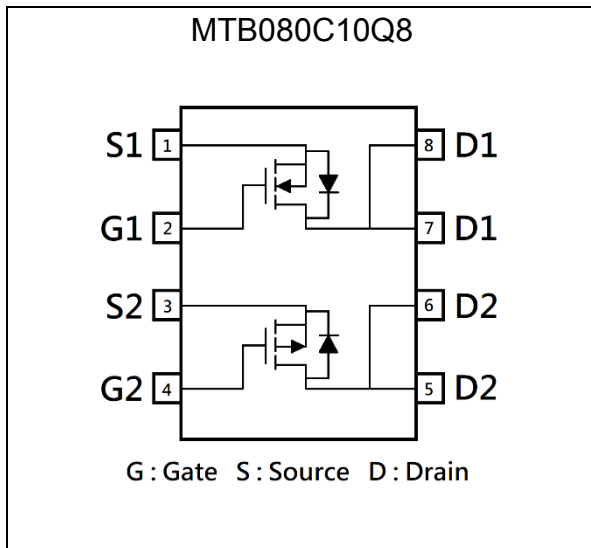 MTB080C10Q8
S1 1 8 D1
G1 2 7 D1
S2 3 6 D2
G2 4 5 D2
G : Gate S : Source D : Drain